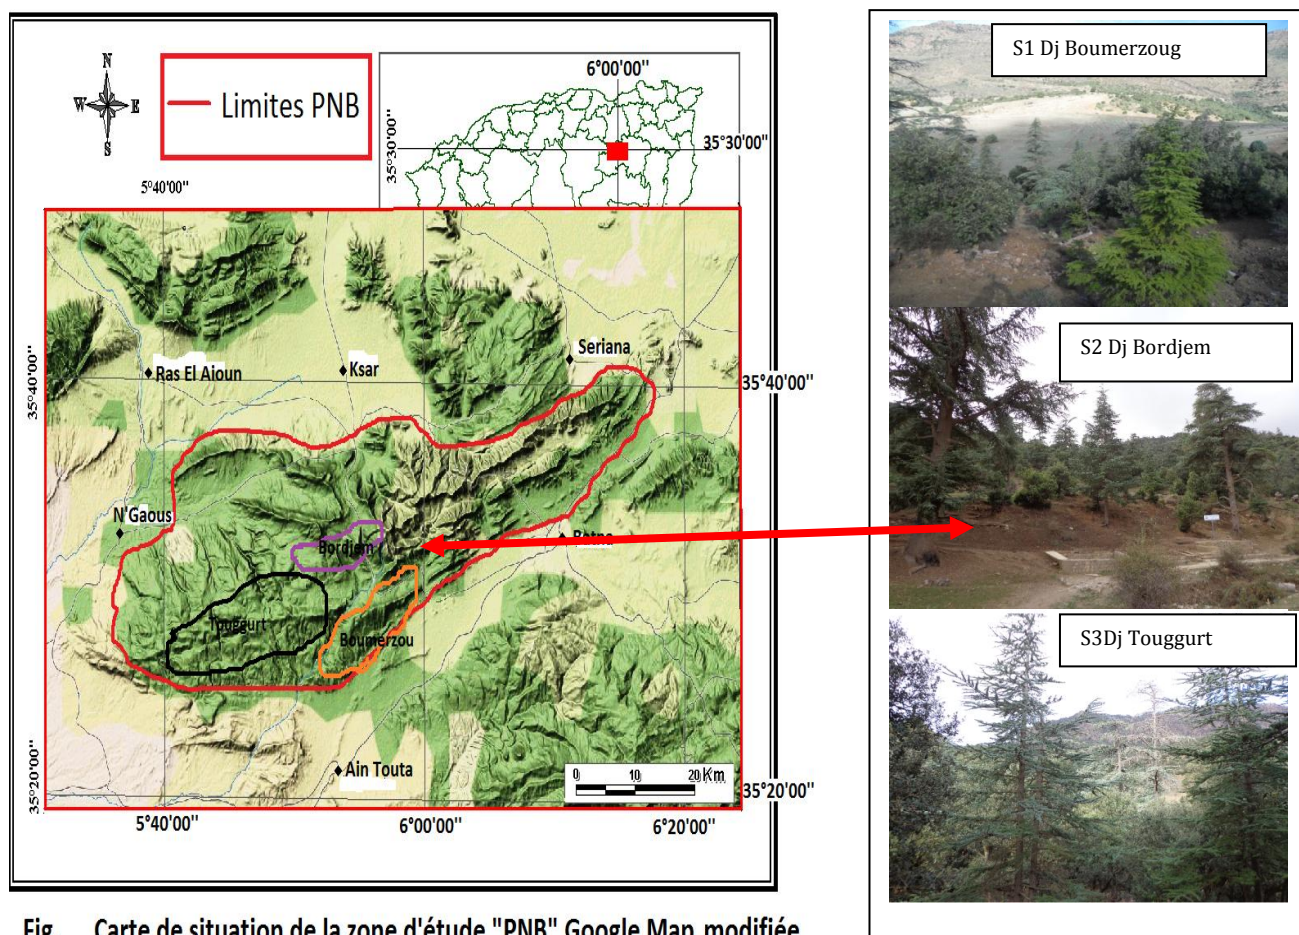 N
W E
S
Limites PNB
6°00'00"
35°30'00"
35°30'00"
5°40'00"
35°40'00"
35°40'00"
Seriana
Ras El Aioun
Ksar
N'Gaous
Bordjem
Batna
Touggurt
Boumerzou
Ain Touta
0 10 20 Km
35°20'00"
35°20'00"
5°40'00"
6°00'00"
6°20'00"
Fig Carte de situation de la zone d'étude "PNB" Google Map modifiée
S1 Dj Boumerzoug
S2 Dj Bordjem
S3Dj Touggurt